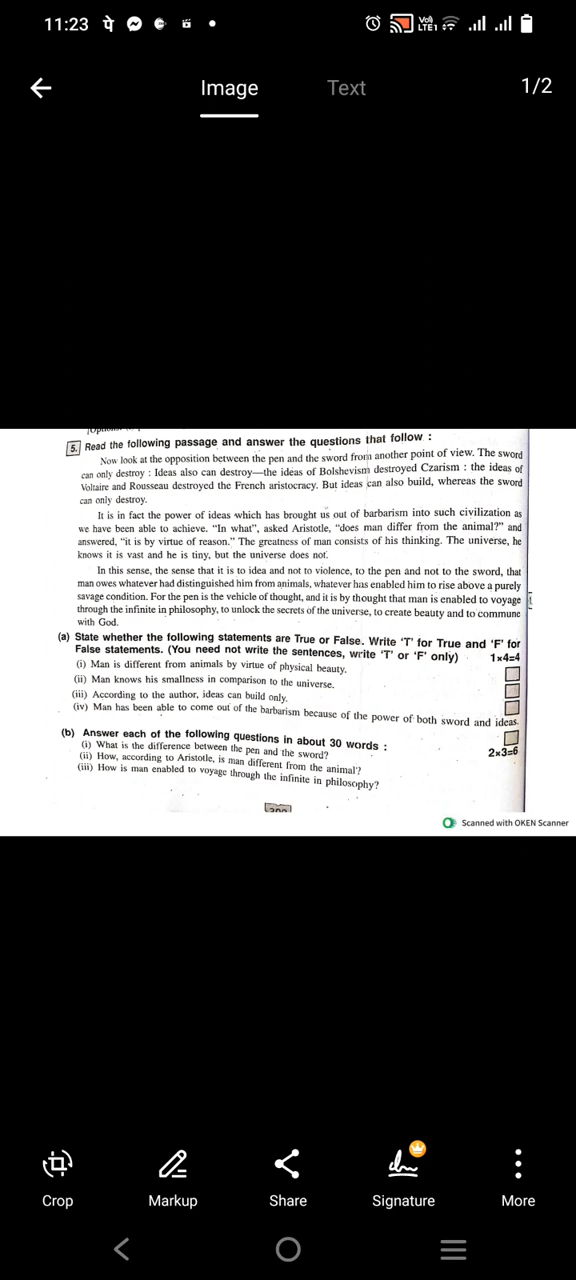 11:23
Vo)) LTE1
Image
Text
1/2
5. Read the following passage and answer the questions that follow :
Now look at the opposition between the pen and the sword from another point of view. The sword
can only destroy : Ideas also can destroy—the ideas of Bolshevism destroyed Czarism : the ideas of
Voltaire and Rousseau destroyed the French aristocracy. But ideas can also build, whereas the sword
can only destroy.
It is in fact the power of ideas which has brought us out of barbarism into such civilization as
we have been able to achieve. “In what”, asked Aristotle, “does man differ from the animal?” and
answered, “it is by virtue of reason.” The greatness of man consists of his thinking. The universe, he
knows it is vast and he is tiny, but the universe does not.
In this sense, the sense that it is to idea and not to violence, to the pen and not to the sword, that
man owes whatever had distinguished him from animals, whatever has enabled him to rise above a purely
savage condition. For the pen is the vehicle of thought, and it is by thought that man is enabled to voyage
through the infinite in philosophy, to unlock the secrets of the universe, to create beauty and to commune
with God.
(a) State whether the following statements are True or False. Write ‘T’ for True and ‘F’ for
False statements. (You need not write the sentences, write ‘T’ or ‘F’ only) 1×4=4
(i) Man is different from animals by virtue of physical beauty.
(ii) Man knows his smallness in comparison to the universe.
(iii) According to the author, ideas can build only.
(iv) Man has been able to come out of the barbarism because of the power of both sword and ideas.
(b) Answer each of the following questions in about 30 words : 2×3=6
(i) What is the difference between the pen and the sword?
(ii) How, according to Aristotle, is man different from the animal?
(iii) How is man enabled to voyage through the infinite in philosophy?
Scanned with OKEN Scanner
Crop
Markup
Share
Signature
More